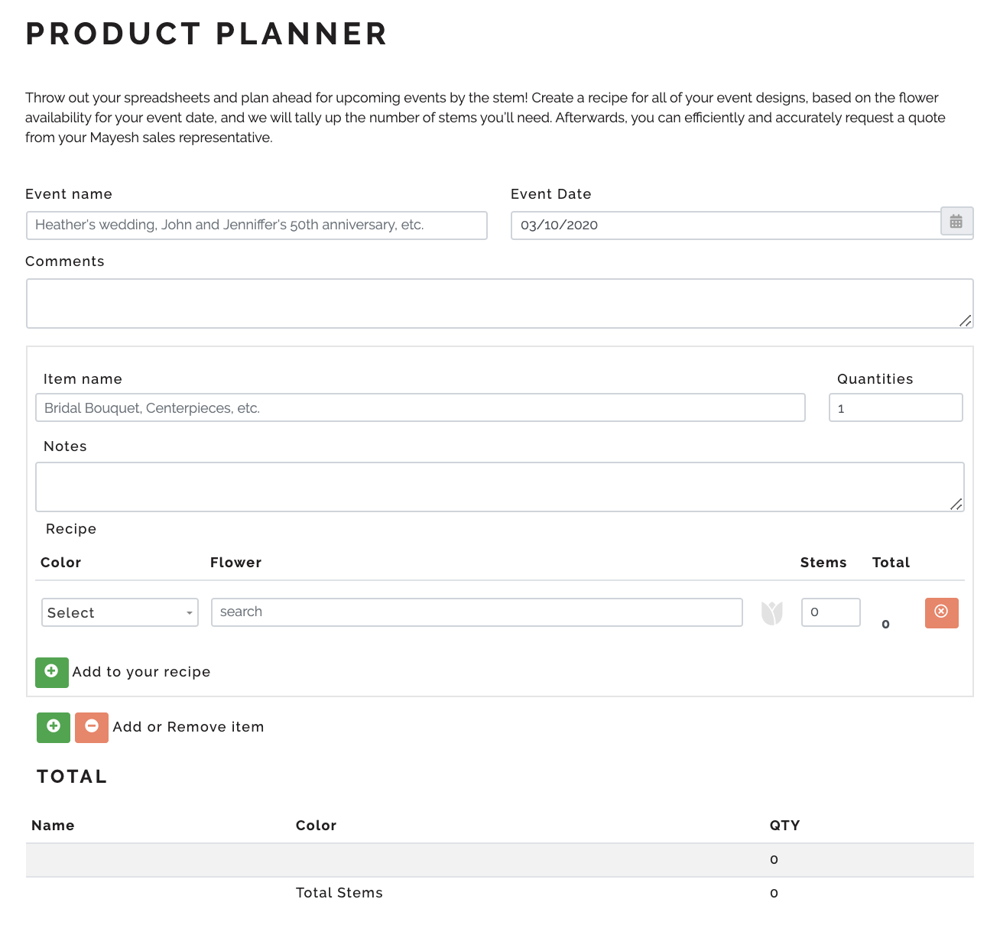 PRODUCT PLANNER
Throw out your spreadsheets and plan ahead for upcoming events by the stem! Create a recipe for all of your event designs, based on the flower
availability for your event date, and we will tally up the number of stems you'll need. Afterwards, you can efficiently and accurately request a quote
from your Mayesh sales representative.
Event name Event Date
Heather's wedding, John and Jenniffer's 50th anniversary, etc. 03/10/2020
Comments
Item name Quantities
Bridal Bouquet, Centerpieces, etc. 1
Notes
Recipe
Color Flower Stems Total
Select search 0 0
Add to your recipe
Add or Remove item
TOTAL
Name Color QTY
0
Total Stems 0